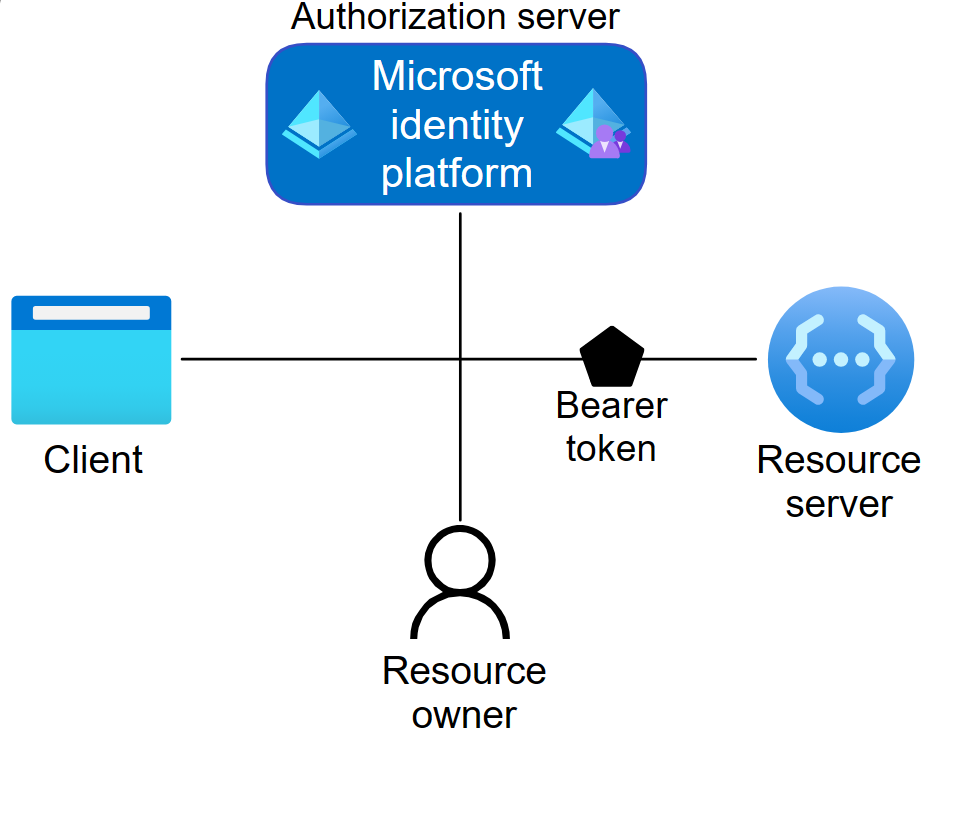 Authorization server
Microsoft
identity
platform
Client
Bearer
token
Resource
server
Resource
owner